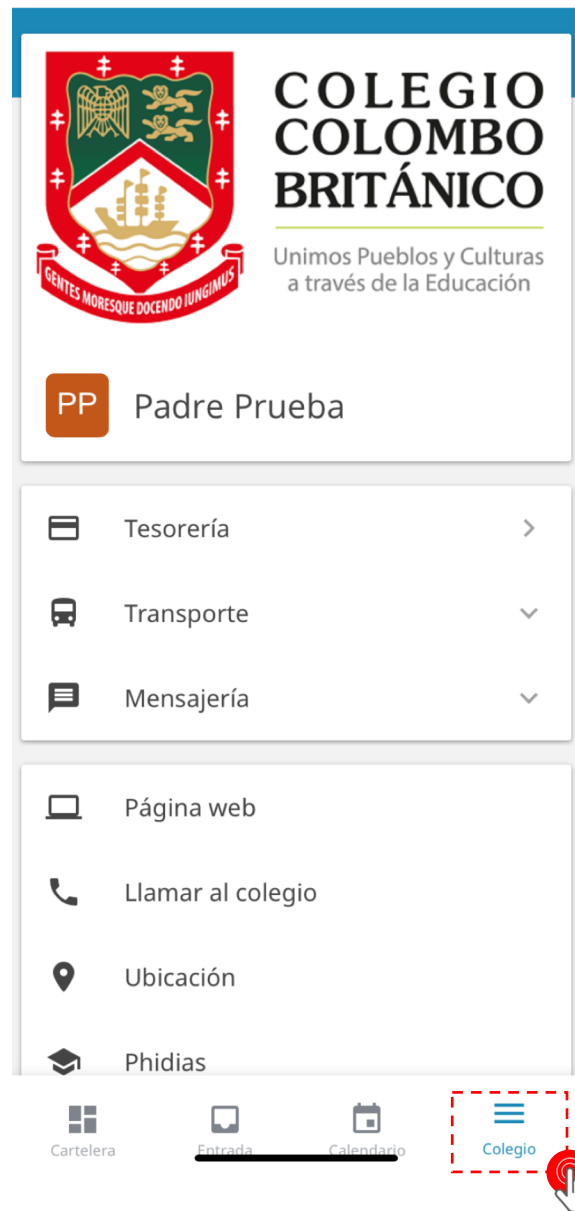 COLEGIO
COLOMBO
BRITÁNICO
Unimos Pueblos y Culturas
a través de la Educación
GENTES MORESQUE DOCENDO IUNGIMUS
PP Padre Prueba
Tesorería
Transporte
Mensajería
Página web
Llamar al colegio
Ubicación
Phidias
Cartelera Entrada Calendario Colegio